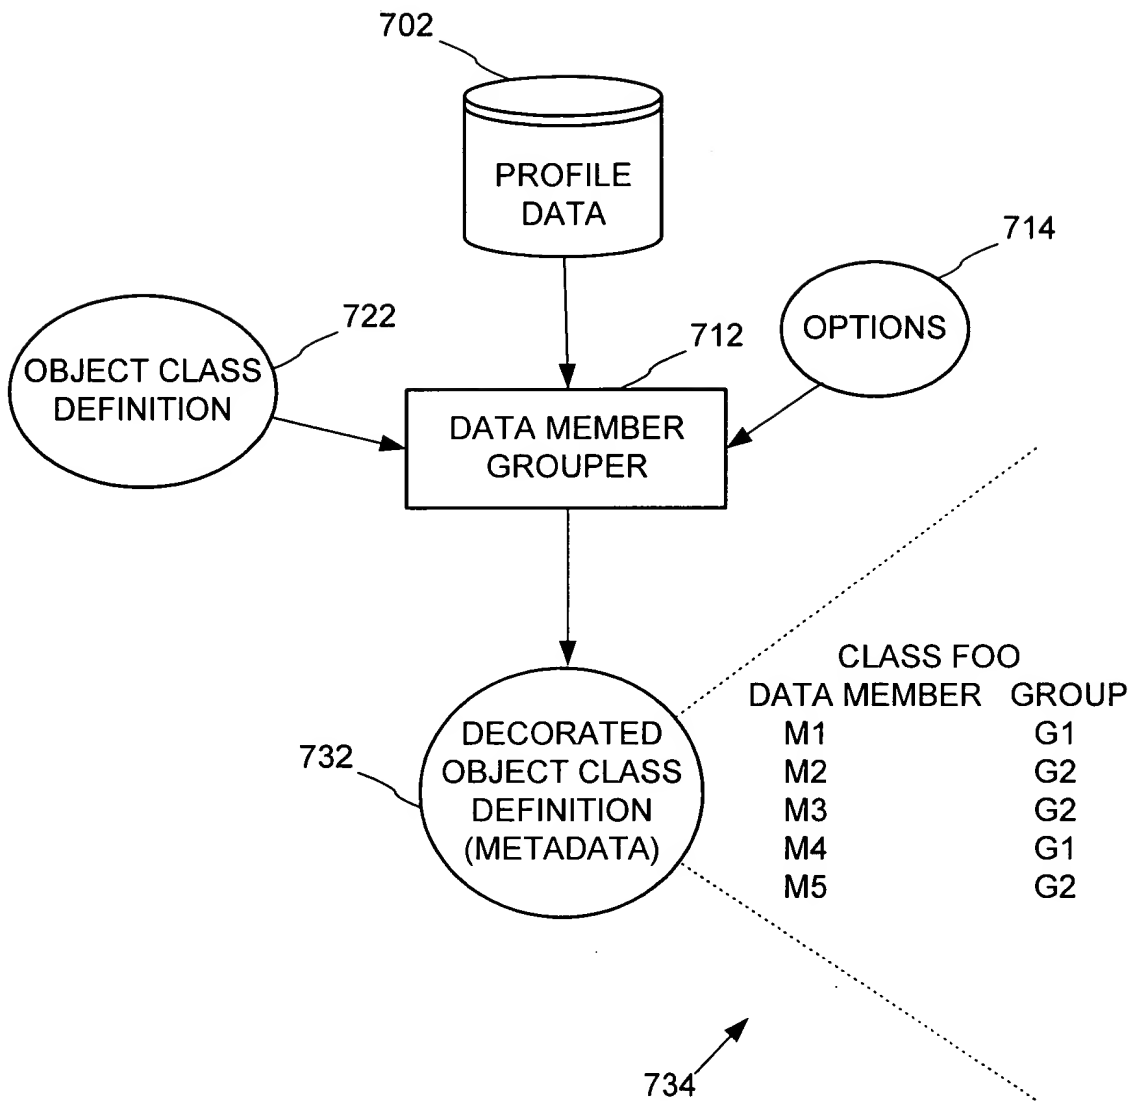 702
PROFILE
DATA
714
OPTIONS
722
OBJECT CLASS
DEFINITION
712
DATA MEMBER
GROUPER
732
DECORATED
OBJECT CLASS
DEFINITION
(METADATA)
CLASS FOO
DATA MEMBER GROUP
M1 G1
M2 G2
M3 G2
M4 G1
M5 G2
734